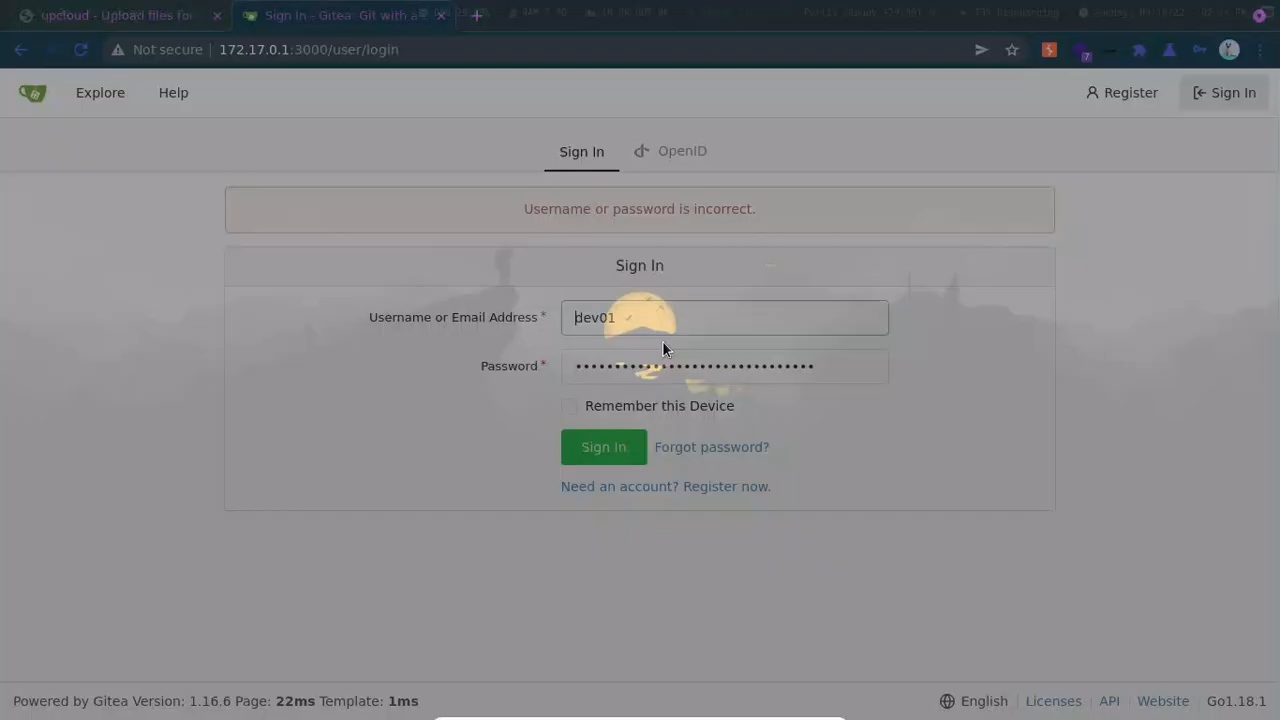 upcloud - Upload files for
Sign In - Gitea: Git with a
Not secure
172.17.0.1:3000/user/login
7
Explore
Help
Register
Sign In
Sign In
OpenID
Username or password is incorrect.
Sign In
Username or Email Address *
dev01
Password *
Remember this Device
Sign In
Forgot password?
Need an account? Register now.
Powered by Gitea Version: 1.16.6 Page: 22ms Template: 1ms
English
Licenses
API
Website
Go1.18.1